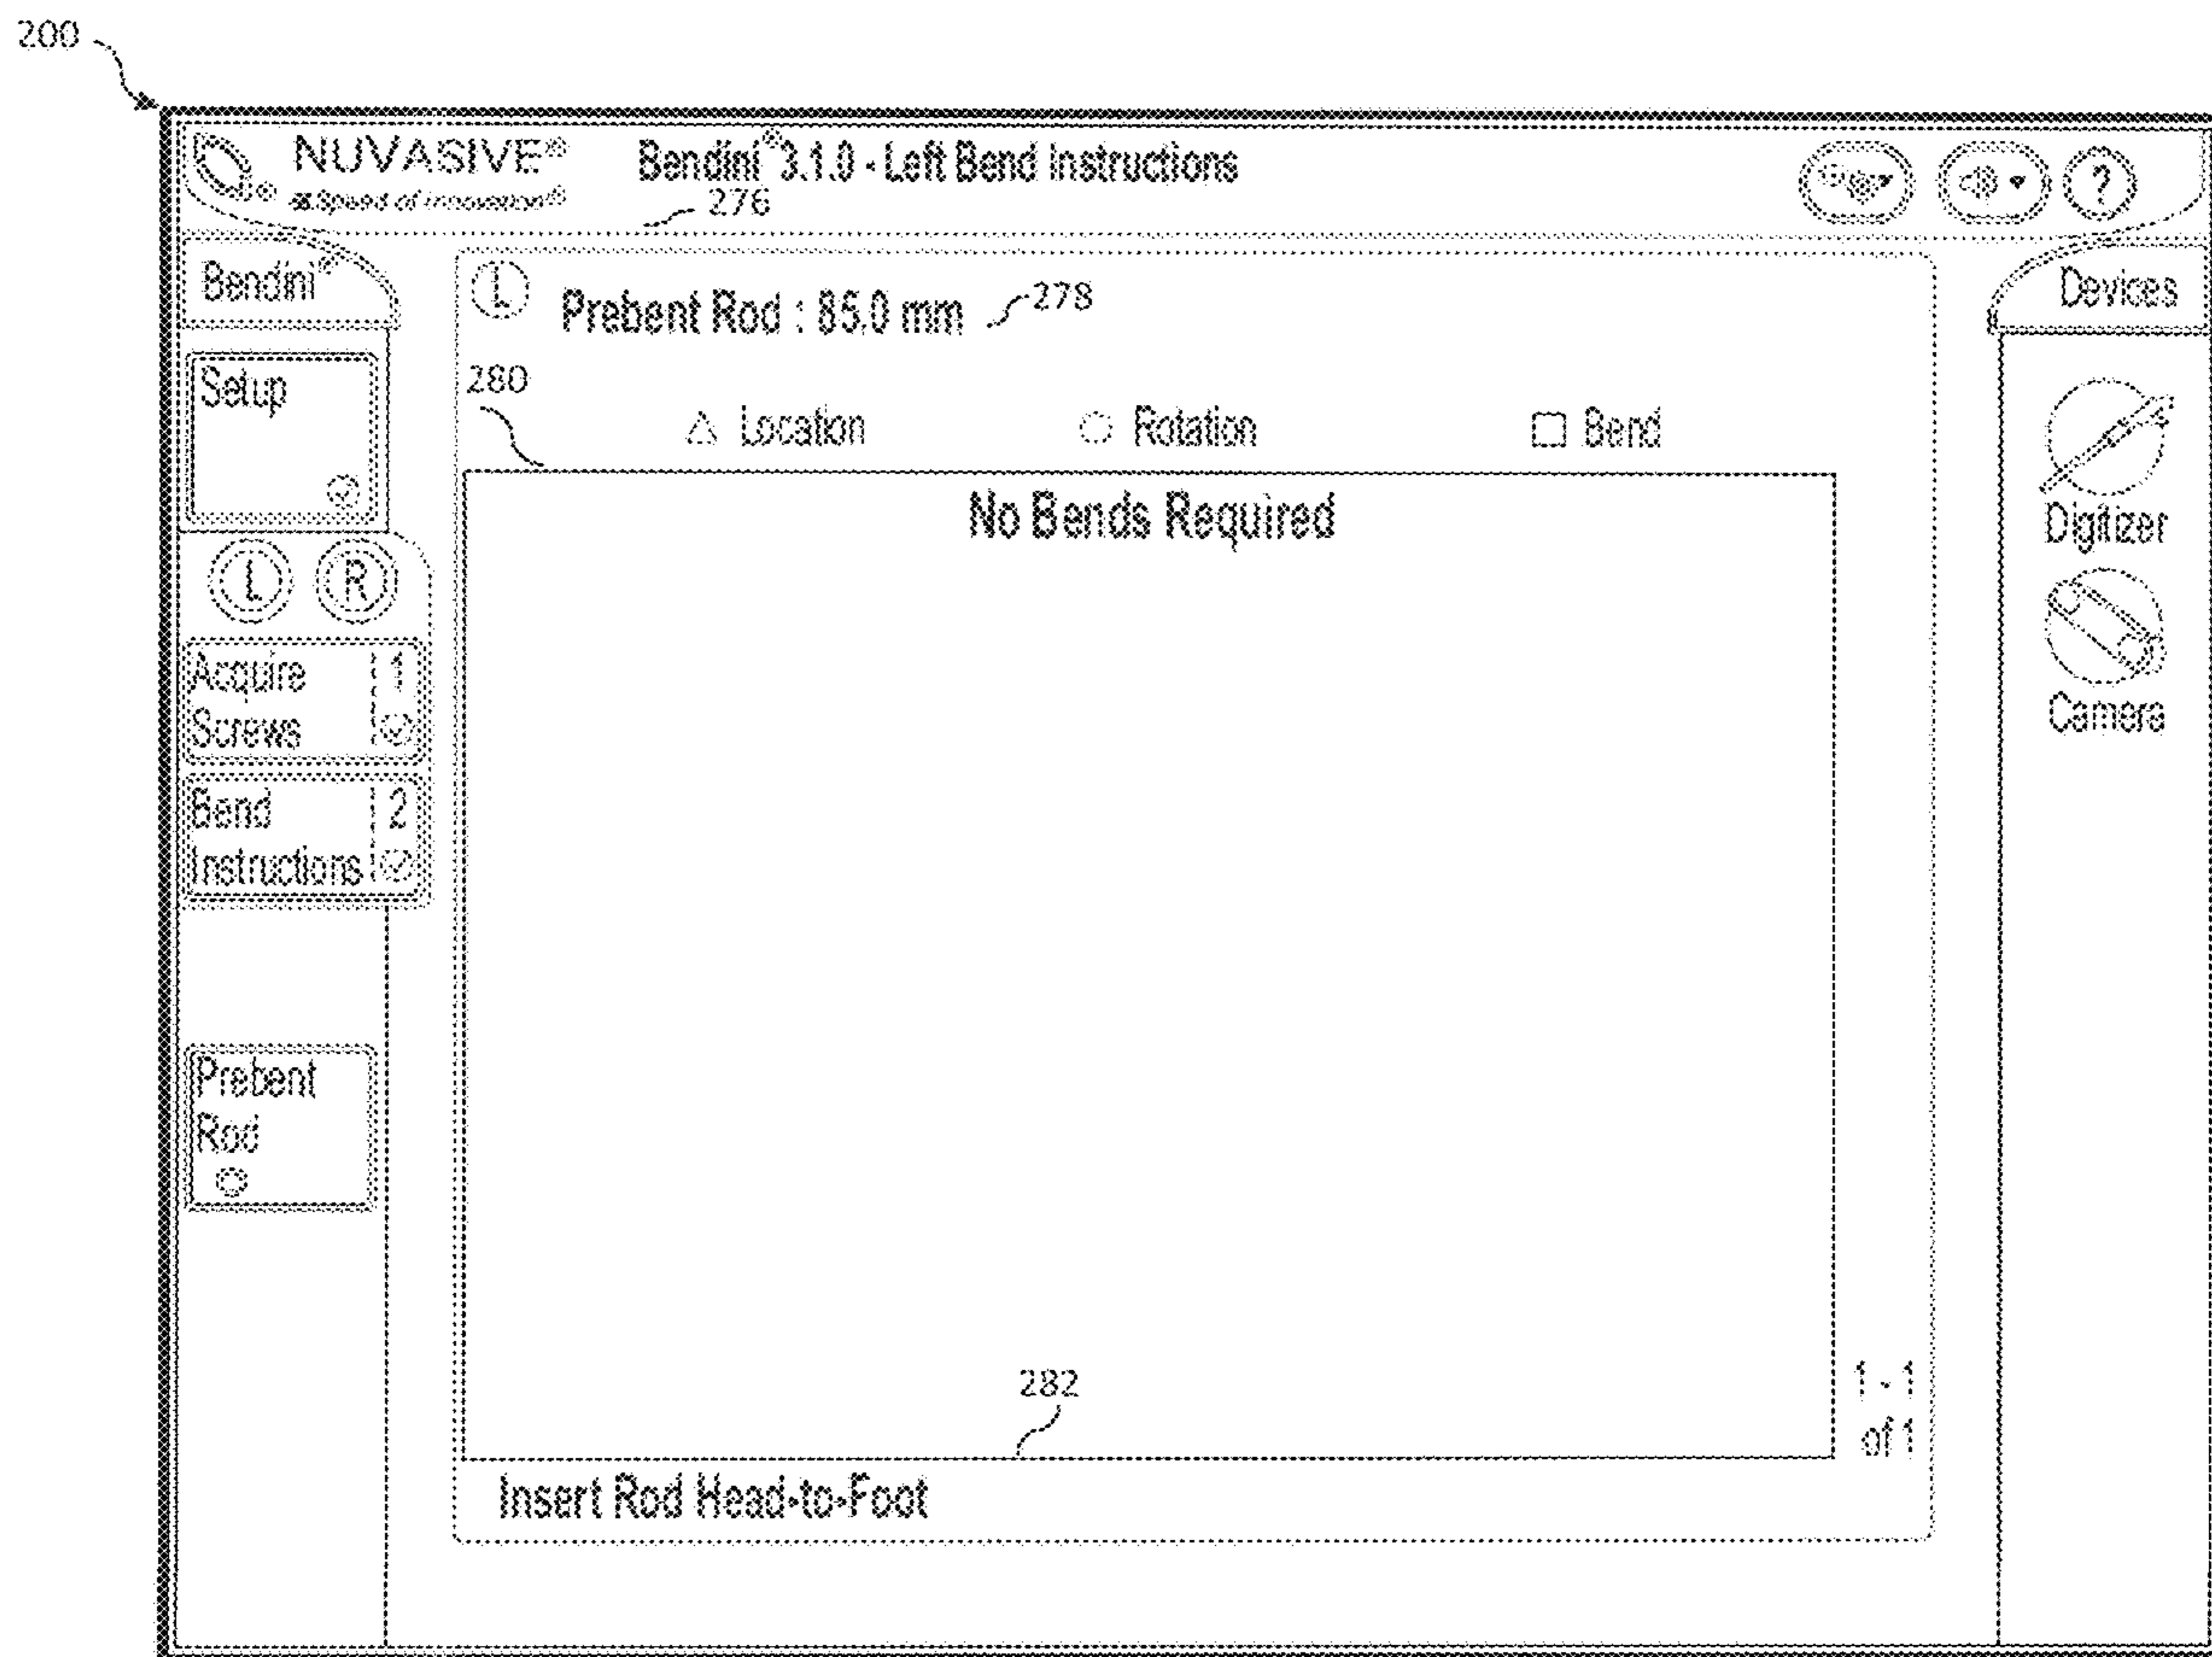 200
NUVASIVE®
Speed of Innovation®
Bendini® 3.1.0 - Left Bend Instructions
?
276
Bendini®
Setup
L R
Acquire 1
Screws
Bend 2
Instructions
Prebent
Rod
L
Prebent Rod : 85.0 mm
278
280
Location Rotation Bend
No Bends Required
282
1 - 1
of 1
Insert Rod Head-to-Foot
Devices
Digitizer
Camera